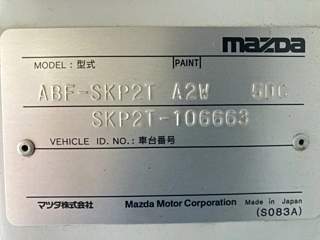 mazda
MODEL: 型式 PAINT
ABF-SKP2T A2W 5DC
SKP2T-106663
VEHICLE ID. NO.: 車台番号
マツダ株式会社 Mazda Motor Corporation Made in Japan
(S083A)